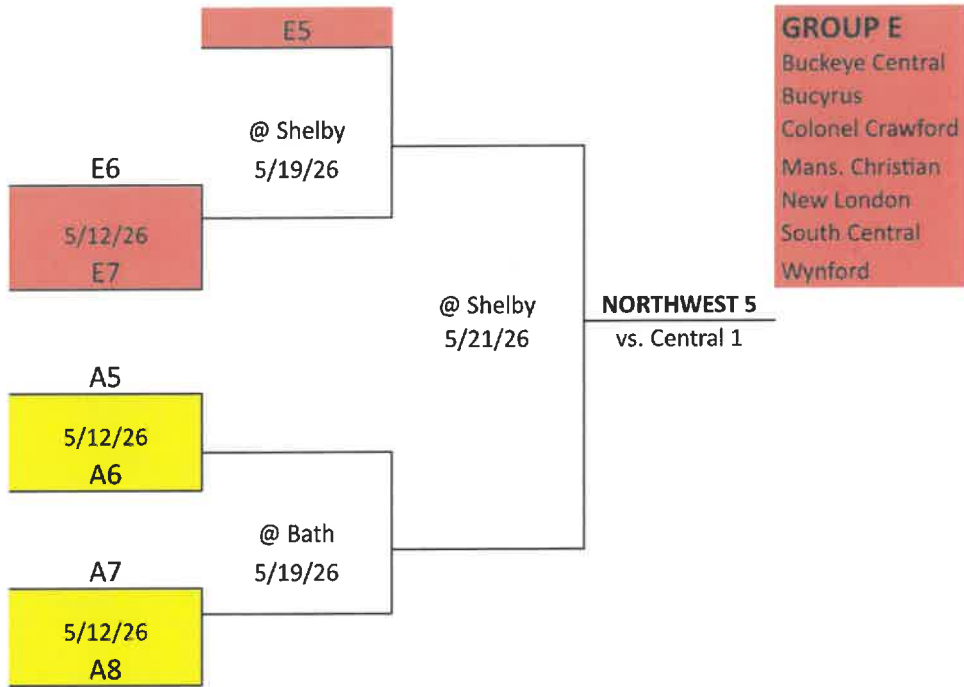 E5
@ Shelby
5/19/26
E6
5/12/26
E7
@ Shelby
5/21/26
NORTHWEST 5
vs. Central 1
A5
5/12/26
A6
@ Bath
5/19/26
A7
5/12/26
A8
GROUP E
Buckeye Central
Bucyrus
Colonel Crawford
Mans. Christian
New London
South Central
Wynford